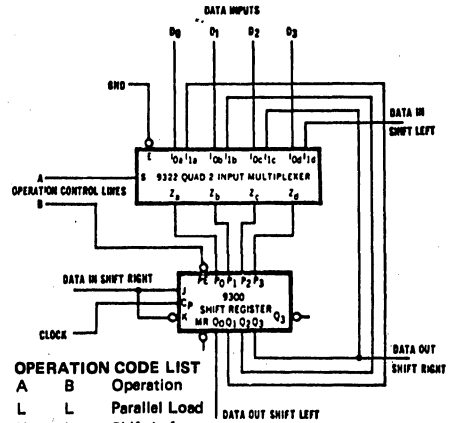 DATA INPUTS
D0 D1 D2 D3
GND
DATA IN
SHIFT LEFT
E I0a I1a I0b I1b I0c I1c I0d I1d
A
S 9322 QUAD 2 INPUT MULTIPLEXER
OPERATION CONTROL LINES
B
Za Zb Zc Zd
PE P0 P1 P2 P3
DATA IN SHIFT RIGHT
J
9300
CP
SHIFT REGISTER
K
MR Q0 Q1 Q2 Q3
Q3
CLOCK
DATA OUT
SHIFT RIGHT
OPERATION CODE LIST
A B Operation
L L Parallel Load
DATA OUT SHIFT LEFT